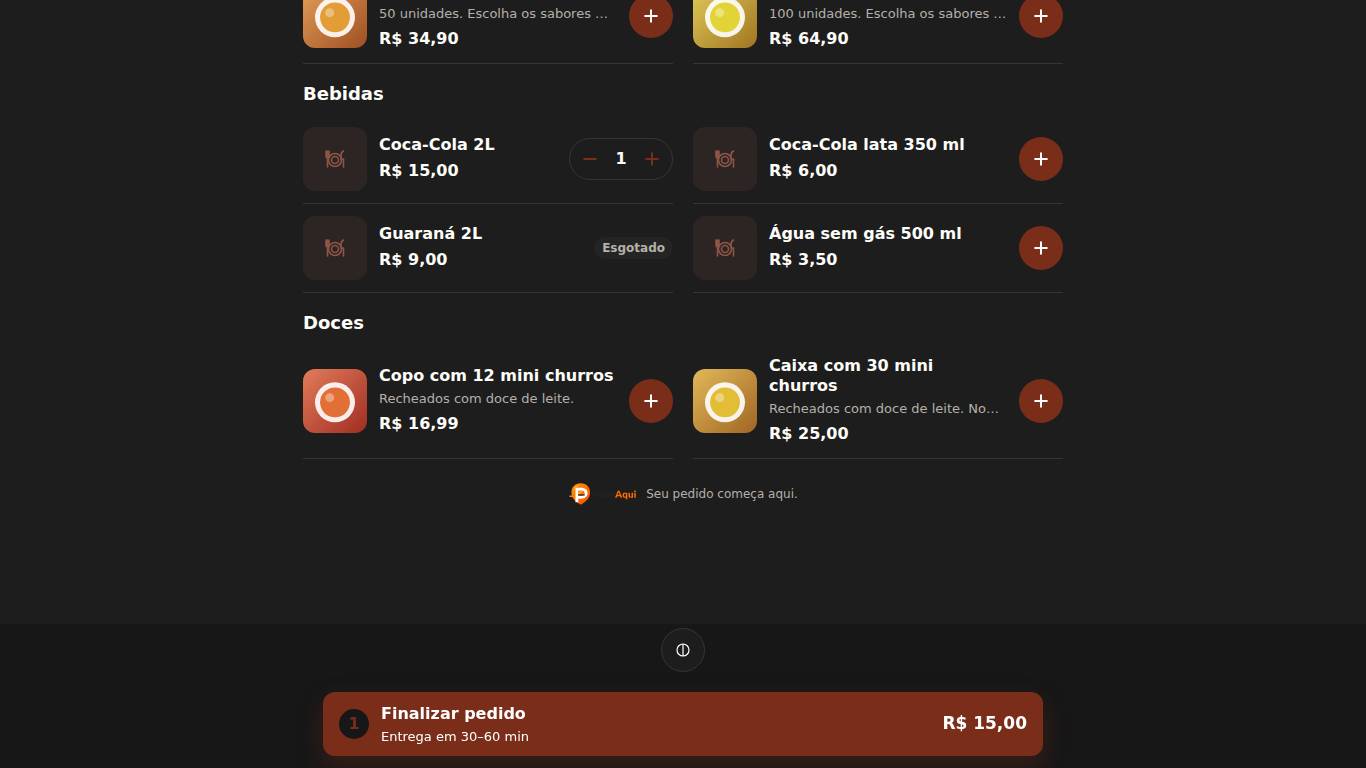 50 unidades. Escolha os sabores ...
R$ 34,90
100 unidades. Escolha os sabores ...
R$ 64,90
Bebidas
Coca-Cola 2L
R$ 15,00
1
Coca-Cola lata 350 ml
R$ 6,00
Guaraná 2L
R$ 9,00
Esgotado
Água sem gás 500 ml
R$ 3,50
Doces
Copo com 12 mini churros
Recheados com doce de leite.
R$ 16,99
Caixa com 30 mini
churros
Recheados com doce de leite. No...
R$ 25,00
P Aqui Seu pedido começa aqui.
1
Finalizar pedido
Entrega em 30–60 min
R$ 15,00